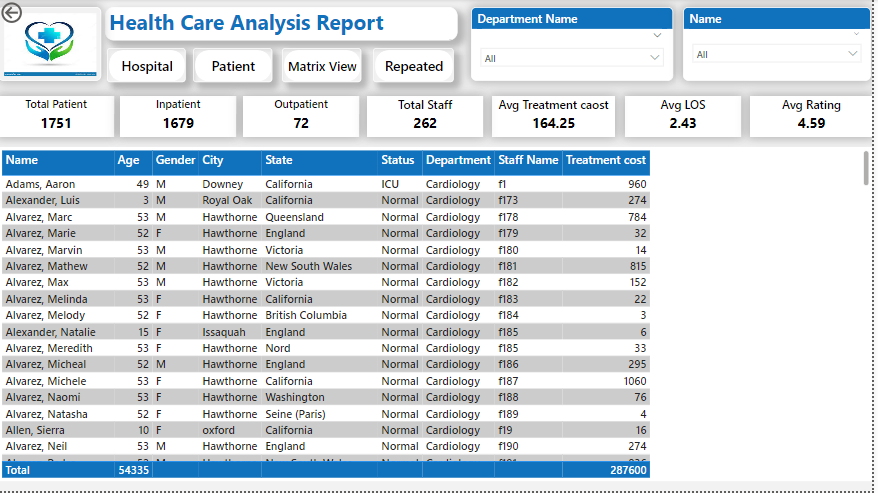 Health Care Analysis Report
Department Name
Name
Hospital Patient Matrix View Repeated
All
All
Total Patient Inpatient Outpatient Total Staff Avg Treatment caost Avg LOS Avg Rating
1751 1679 72 262 164.25 2.43 4.59
Name Age Gender City State Status Department Staff Name Treatment cost
Adams, Aaron 49 M Downey California ICU Cardiology f1 960
Alexander, Luis 3 M Royal Oak California Normal Cardiology f173 274
Alvarez, Marc 53 M Hawthorne Queensland Normal Cardiology f178 784
Alvarez, Marie 52 F Hawthorne England Normal Cardiology f179 32
Alvarez, Marvin 53 M Hawthorne Victoria Normal Cardiology f180 14
Alvarez, Mathew 52 M Hawthorne New South Wales Normal Cardiology f181 815
Alvarez, Max 53 M Hawthorne Victoria Normal Cardiology f182 152
Alvarez, Melinda 53 F Hawthorne California Normal Cardiology f183 22
Alvarez, Melody 52 F Hawthorne British Columbia Normal Cardiology f184 3
Alexander, Natalie 15 F Issaquah England Normal Cardiology f185 6
Alvarez, Meredith 53 F Hawthorne Nord Normal Cardiology f185 33
Alvarez, Micheal 52 M Hawthorne England Normal Cardiology f186 295
Alvarez, Michele 53 F Hawthorne California Normal Cardiology f187 1060
Alvarez, Naomi 53 F Hawthorne Washington Normal Cardiology f188 76
Alvarez, Natasha 52 F Hawthorne Seine (Paris) Normal Cardiology f189 4
Allen, Sierra 10 F oxford California Normal Cardiology f19 16
Alvarez, Neil 53 M Hawthorne England Normal Cardiology f190 274
Total 54335 287600